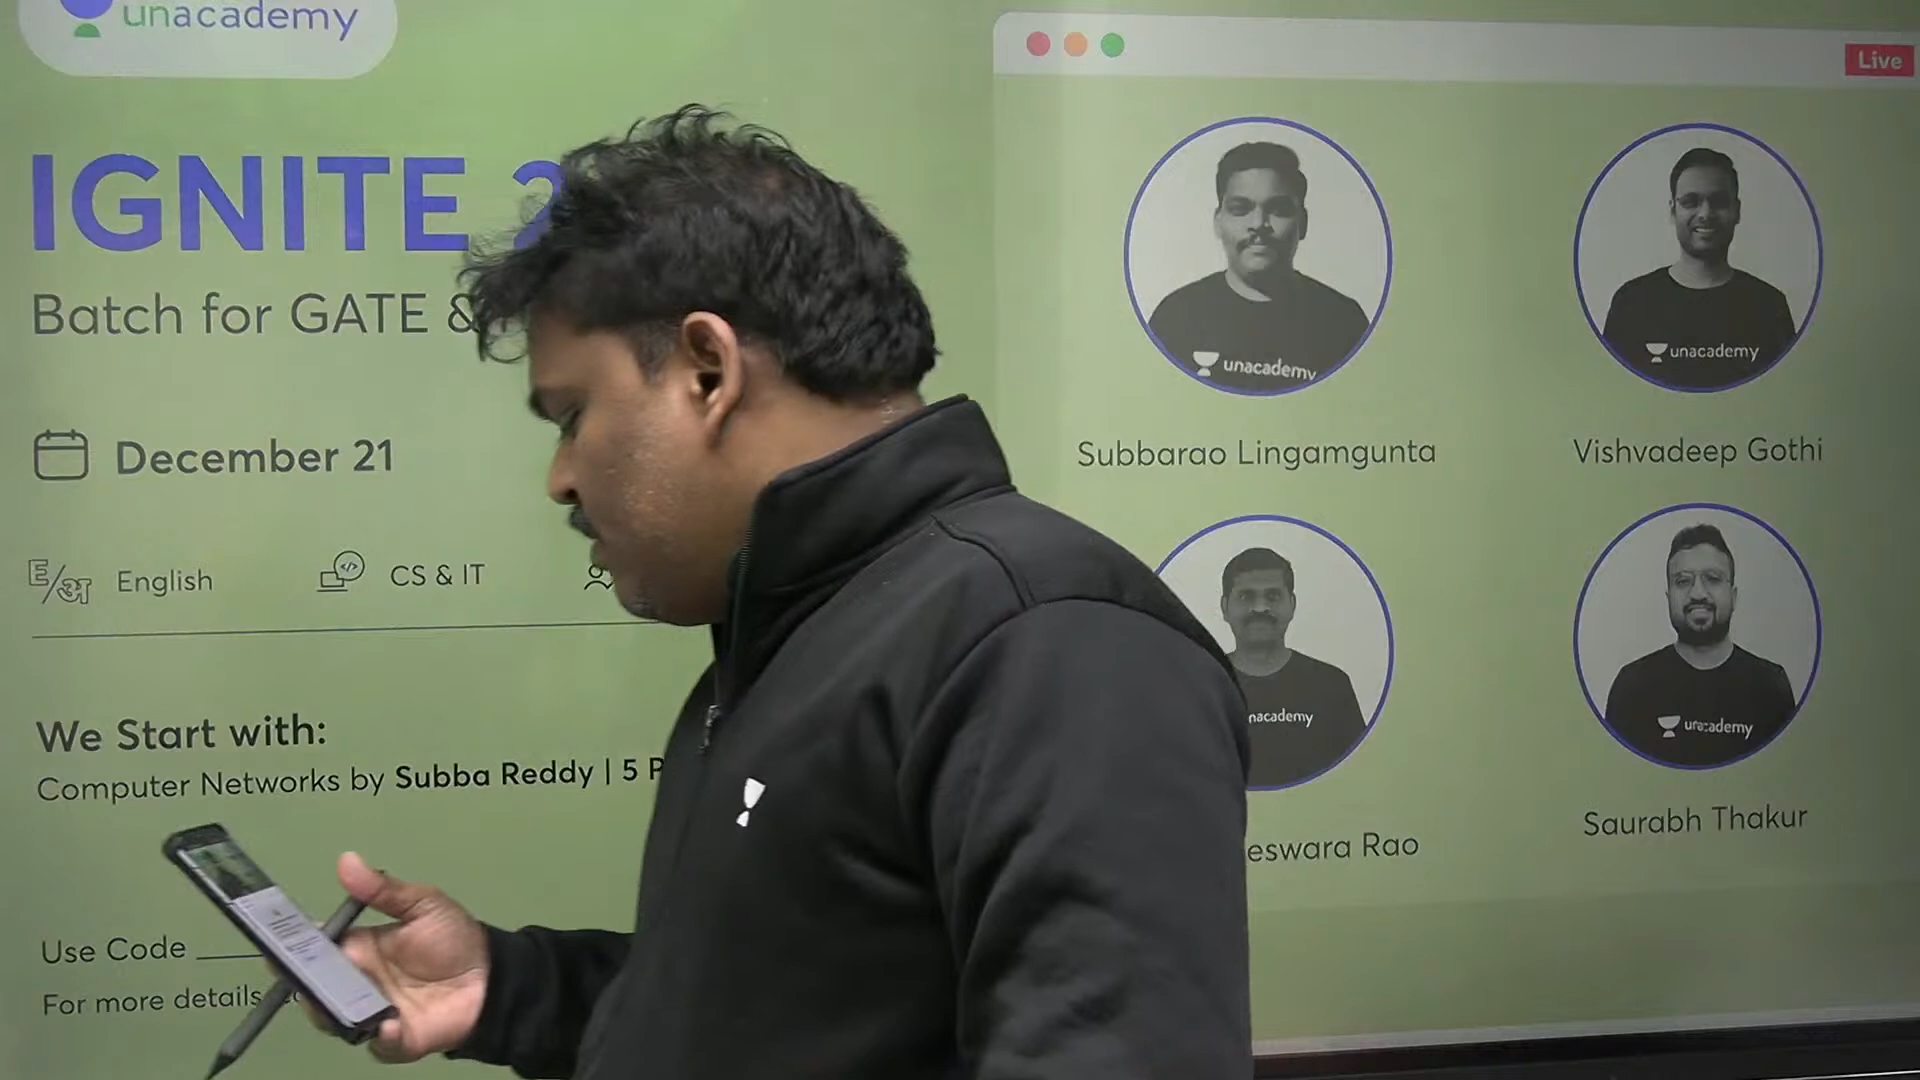 unacademy
IGNITE 2
Batch for GATE &
December 21
English
CS & IT
We Start with:
Computer Networks by Subba Reddy | 5 P
Use Code
For more details
Live
unacademy
unacademy
Subbarao Lingamgunta
Vishvadeep Gothi
nacademy
unacademy
eswara Rao
Saurabh Thakur